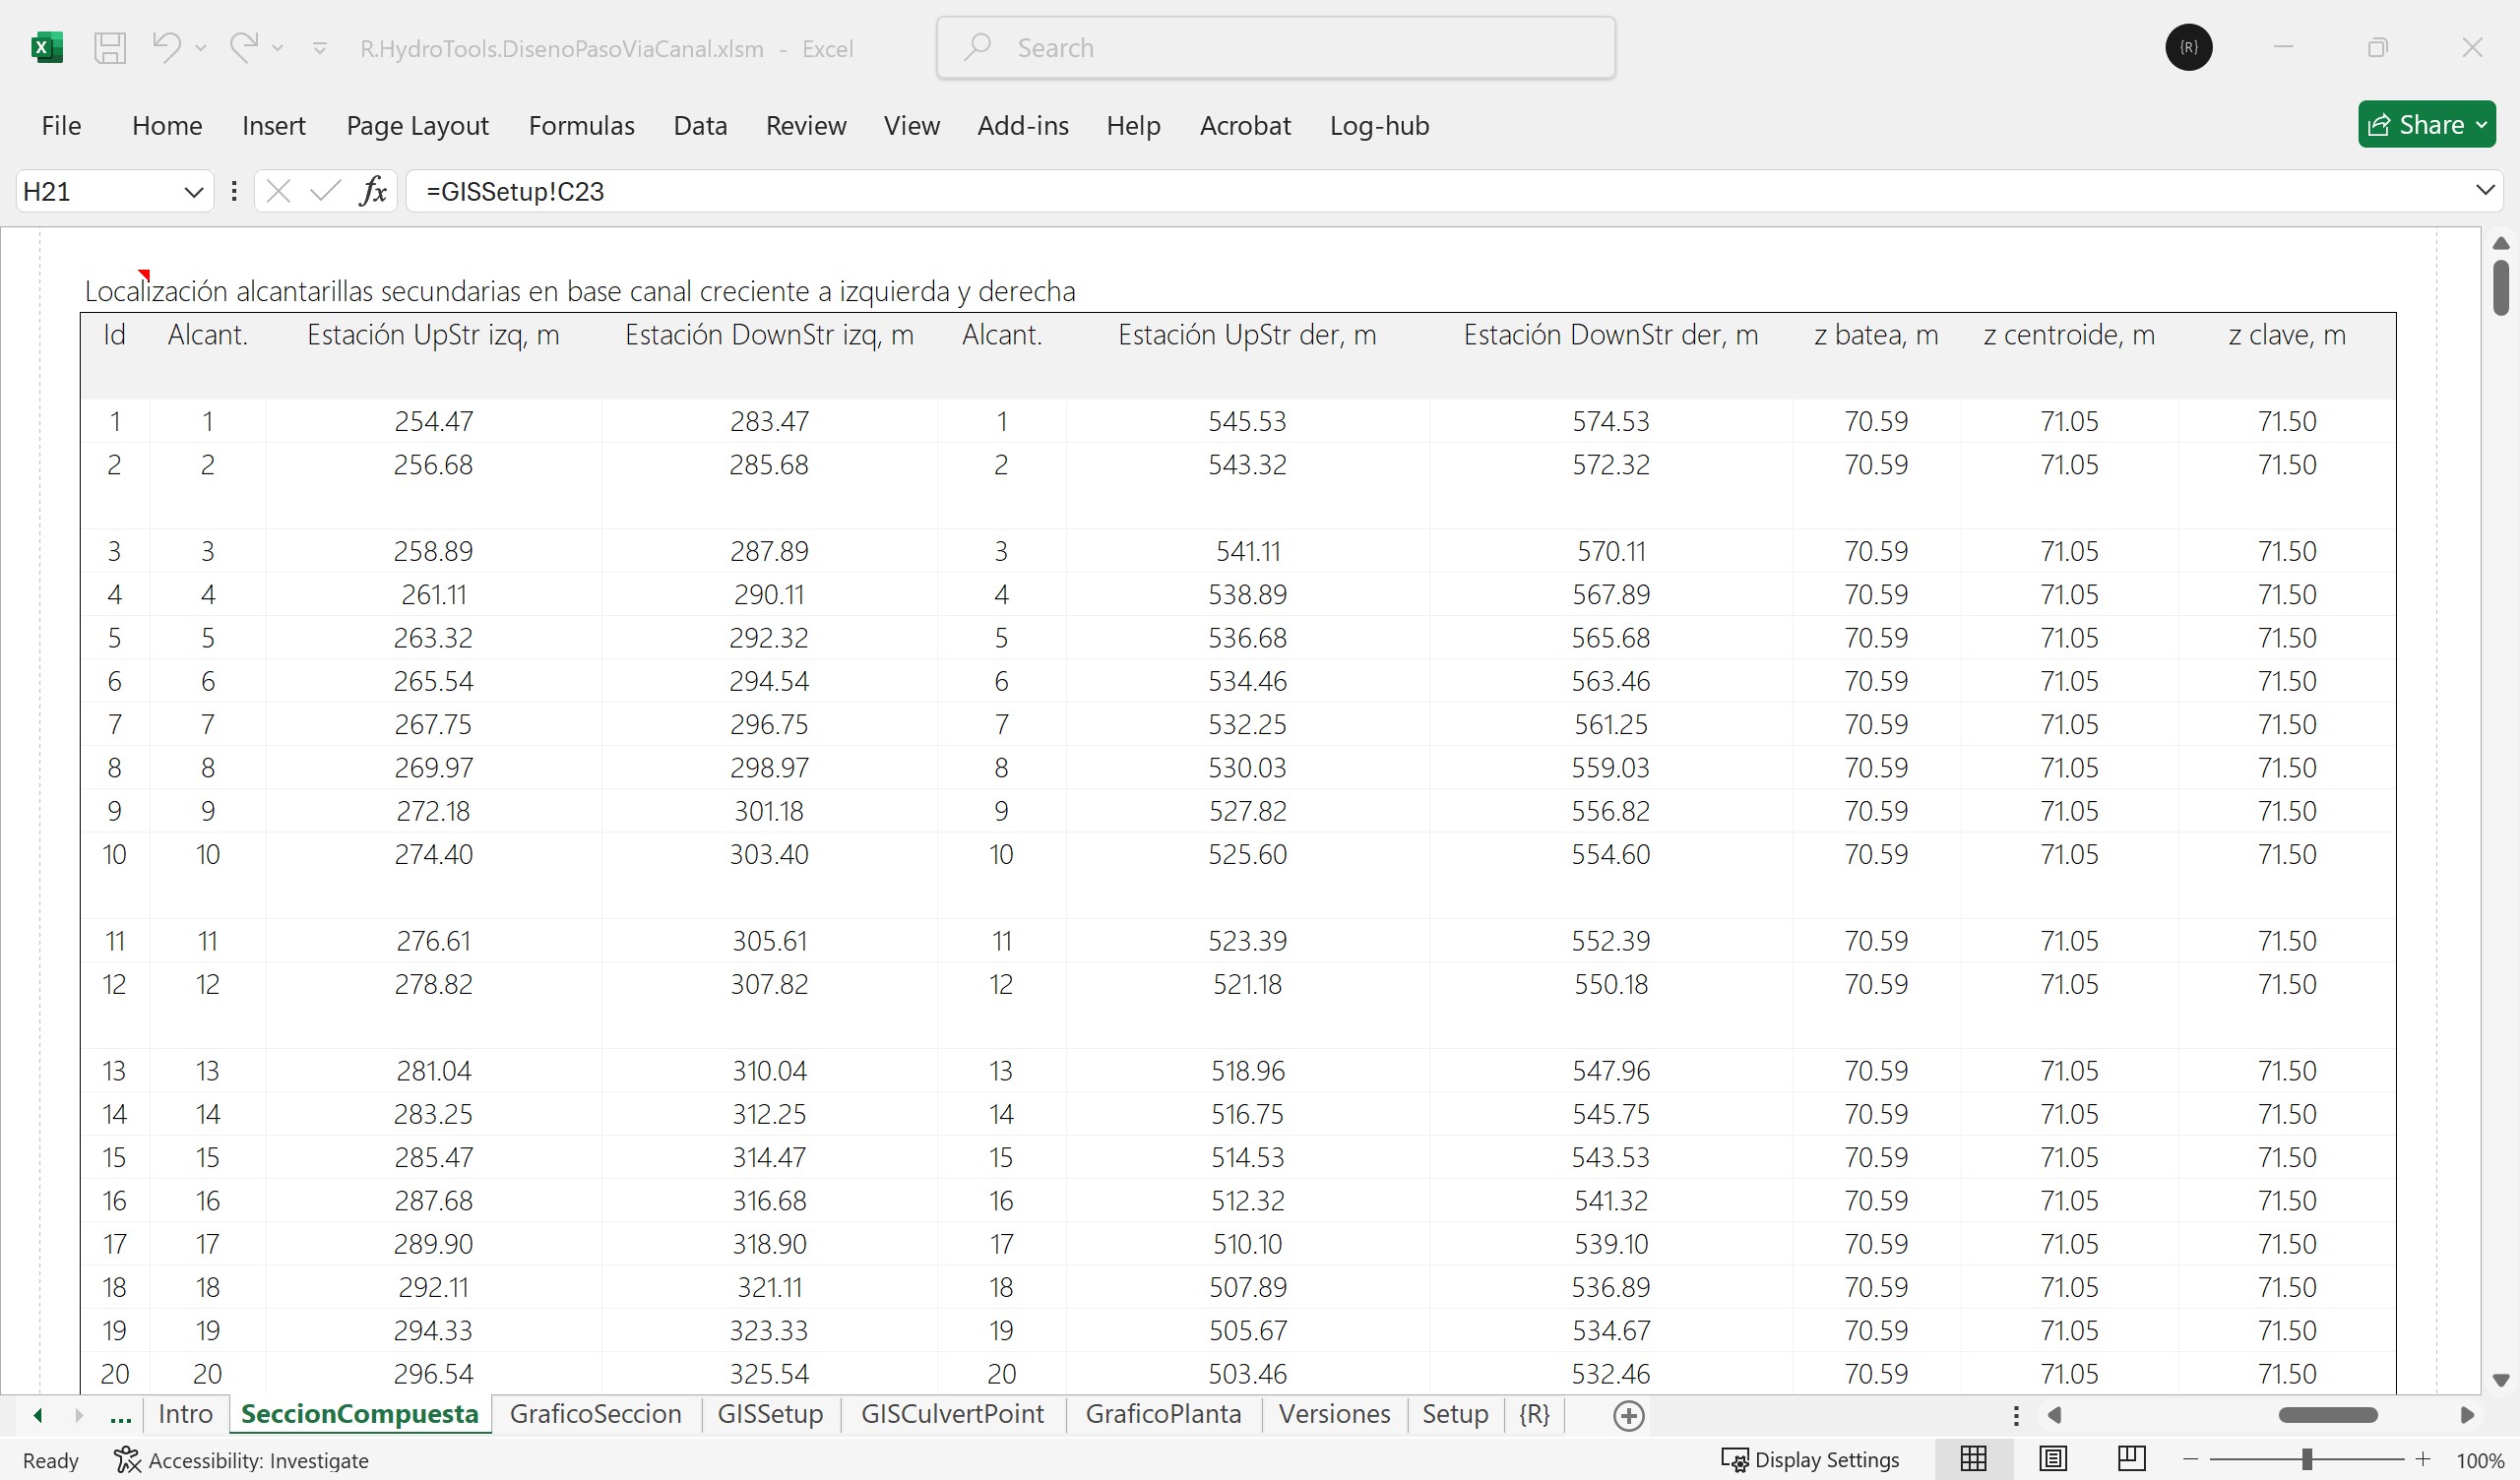 R.HydroTools.DisenoPasoViaCanal.xlsm - Excel
Search
{R}
File Home Insert Page Layout Formulas Data Review View Add-ins Help Acrobat Log-hub
Share
H21
fx
=GISSetup!C23
Localización alcantarillas secundarias en base canal creciente a izquierda y derecha
Id Alcant. Estación UpStr izq, m Estación DownStr izq, m Alcant. Estación UpStr der, m Estación DownStr der, m z batea, m z centroide, m z clave, m
1 1 254.47 283.47 1 545.53 574.53 70.59 71.05 71.50
2 2 256.68 285.68 2 543.32 572.32 70.59 71.05 71.50
3 3 258.89 287.89 3 541.11 570.11 70.59 71.05 71.50
4 4 261.11 290.11 4 538.89 567.89 70.59 71.05 71.50
5 5 263.32 292.32 5 536.68 565.68 70.59 71.05 71.50
6 6 265.54 294.54 6 534.46 563.46 70.59 71.05 71.50
7 7 267.75 296.75 7 532.25 561.25 70.59 71.05 71.50
8 8 269.97 298.97 8 530.03 559.03 70.59 71.05 71.50
9 9 272.18 301.18 9 527.82 556.82 70.59 71.05 71.50
10 10 274.40 303.40 10 525.60 554.60 70.59 71.05 71.50
11 11 276.61 305.61 11 523.39 552.39 70.59 71.05 71.50
12 12 278.82 307.82 12 521.18 550.18 70.59 71.05 71.50
13 13 281.04 310.04 13 518.96 547.96 70.59 71.05 71.50
14 14 283.25 312.25 14 516.75 545.75 70.59 71.05 71.50
15 15 285.47 314.47 15 514.53 543.53 70.59 71.05 71.50
16 16 287.68 316.68 16 512.32 541.32 70.59 71.05 71.50
17 17 289.90 318.90 17 510.10 539.10 70.59 71.05 71.50
18 18 292.11 321.11 18 507.89 536.89 70.59 71.05 71.50
19 19 294.33 323.33 19 505.67 534.67 70.59 71.05 71.50
20 20 296.54 325.54 20 503.46 532.46 70.59 71.05 71.50
... Intro SeccionCompuesta GraficoSeccion GISSetup GISCulvertPoint GraficoPlanta Versiones Setup {R}
Ready Accessibility: Investigate Display Settings 100%